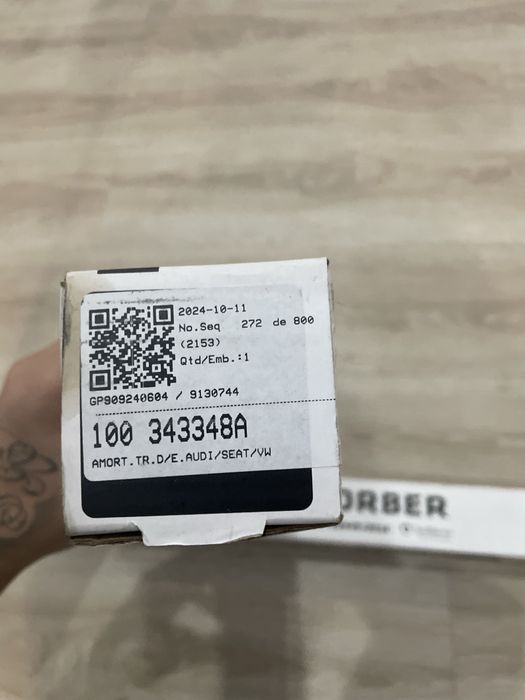 2024-10-11
No.Seq 272 de 800
(2153)
Qtd/Emb.:1
GP909240604 / 9130744
100 343348A
AMORT.TR.D/E.AUDI/SEAT/VW
ORBER